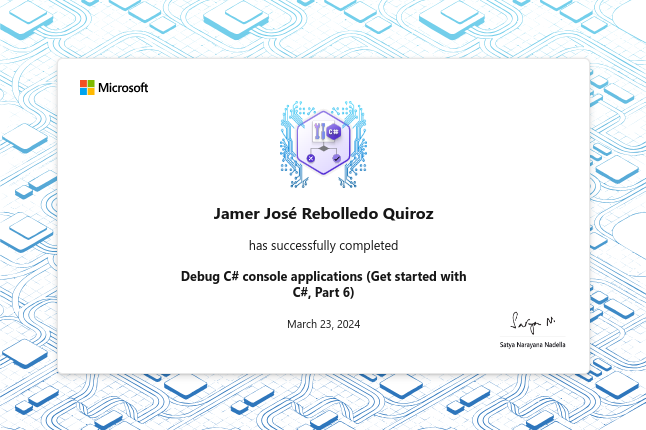 Microsoft
C#
Jamer José Rebolledo Quiroz
has successfully completed
Debug C# console applications (Get started with
C#, Part 6)
March 23, 2024
Satya N.
Satya Narayana Nadella